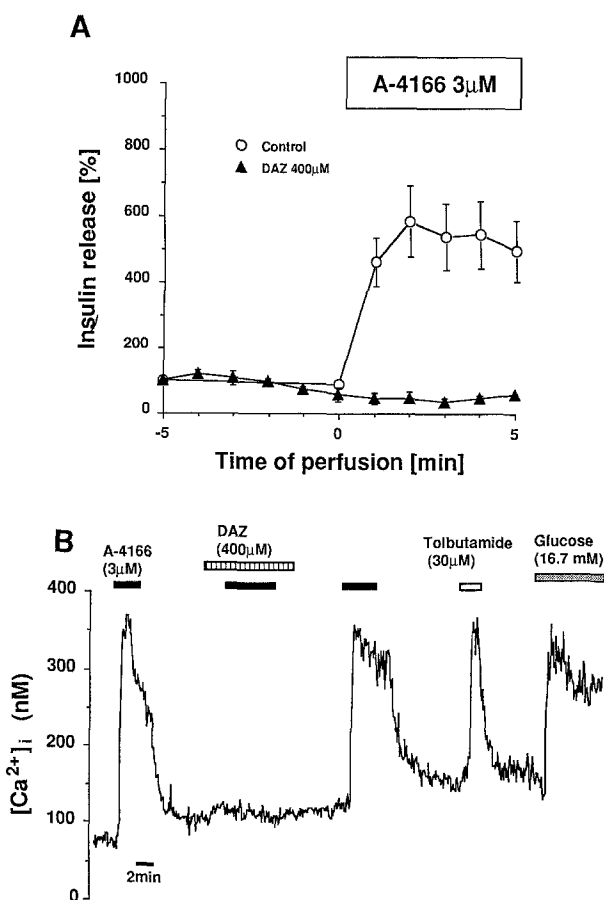 A
A-4166 3μM
Insulin release [%]
1000
800
600
400
200
0
Control
DAZ 400μM
-5
0
5
Time of perfusion [min]
B
A-4166
(3μM)
DAZ
(400μM)
Tolbutamide
(30μM)
Glucose
(16.7 mM)
[Ca2+]i (nM)
400
300
200
150
100
50
0
2min